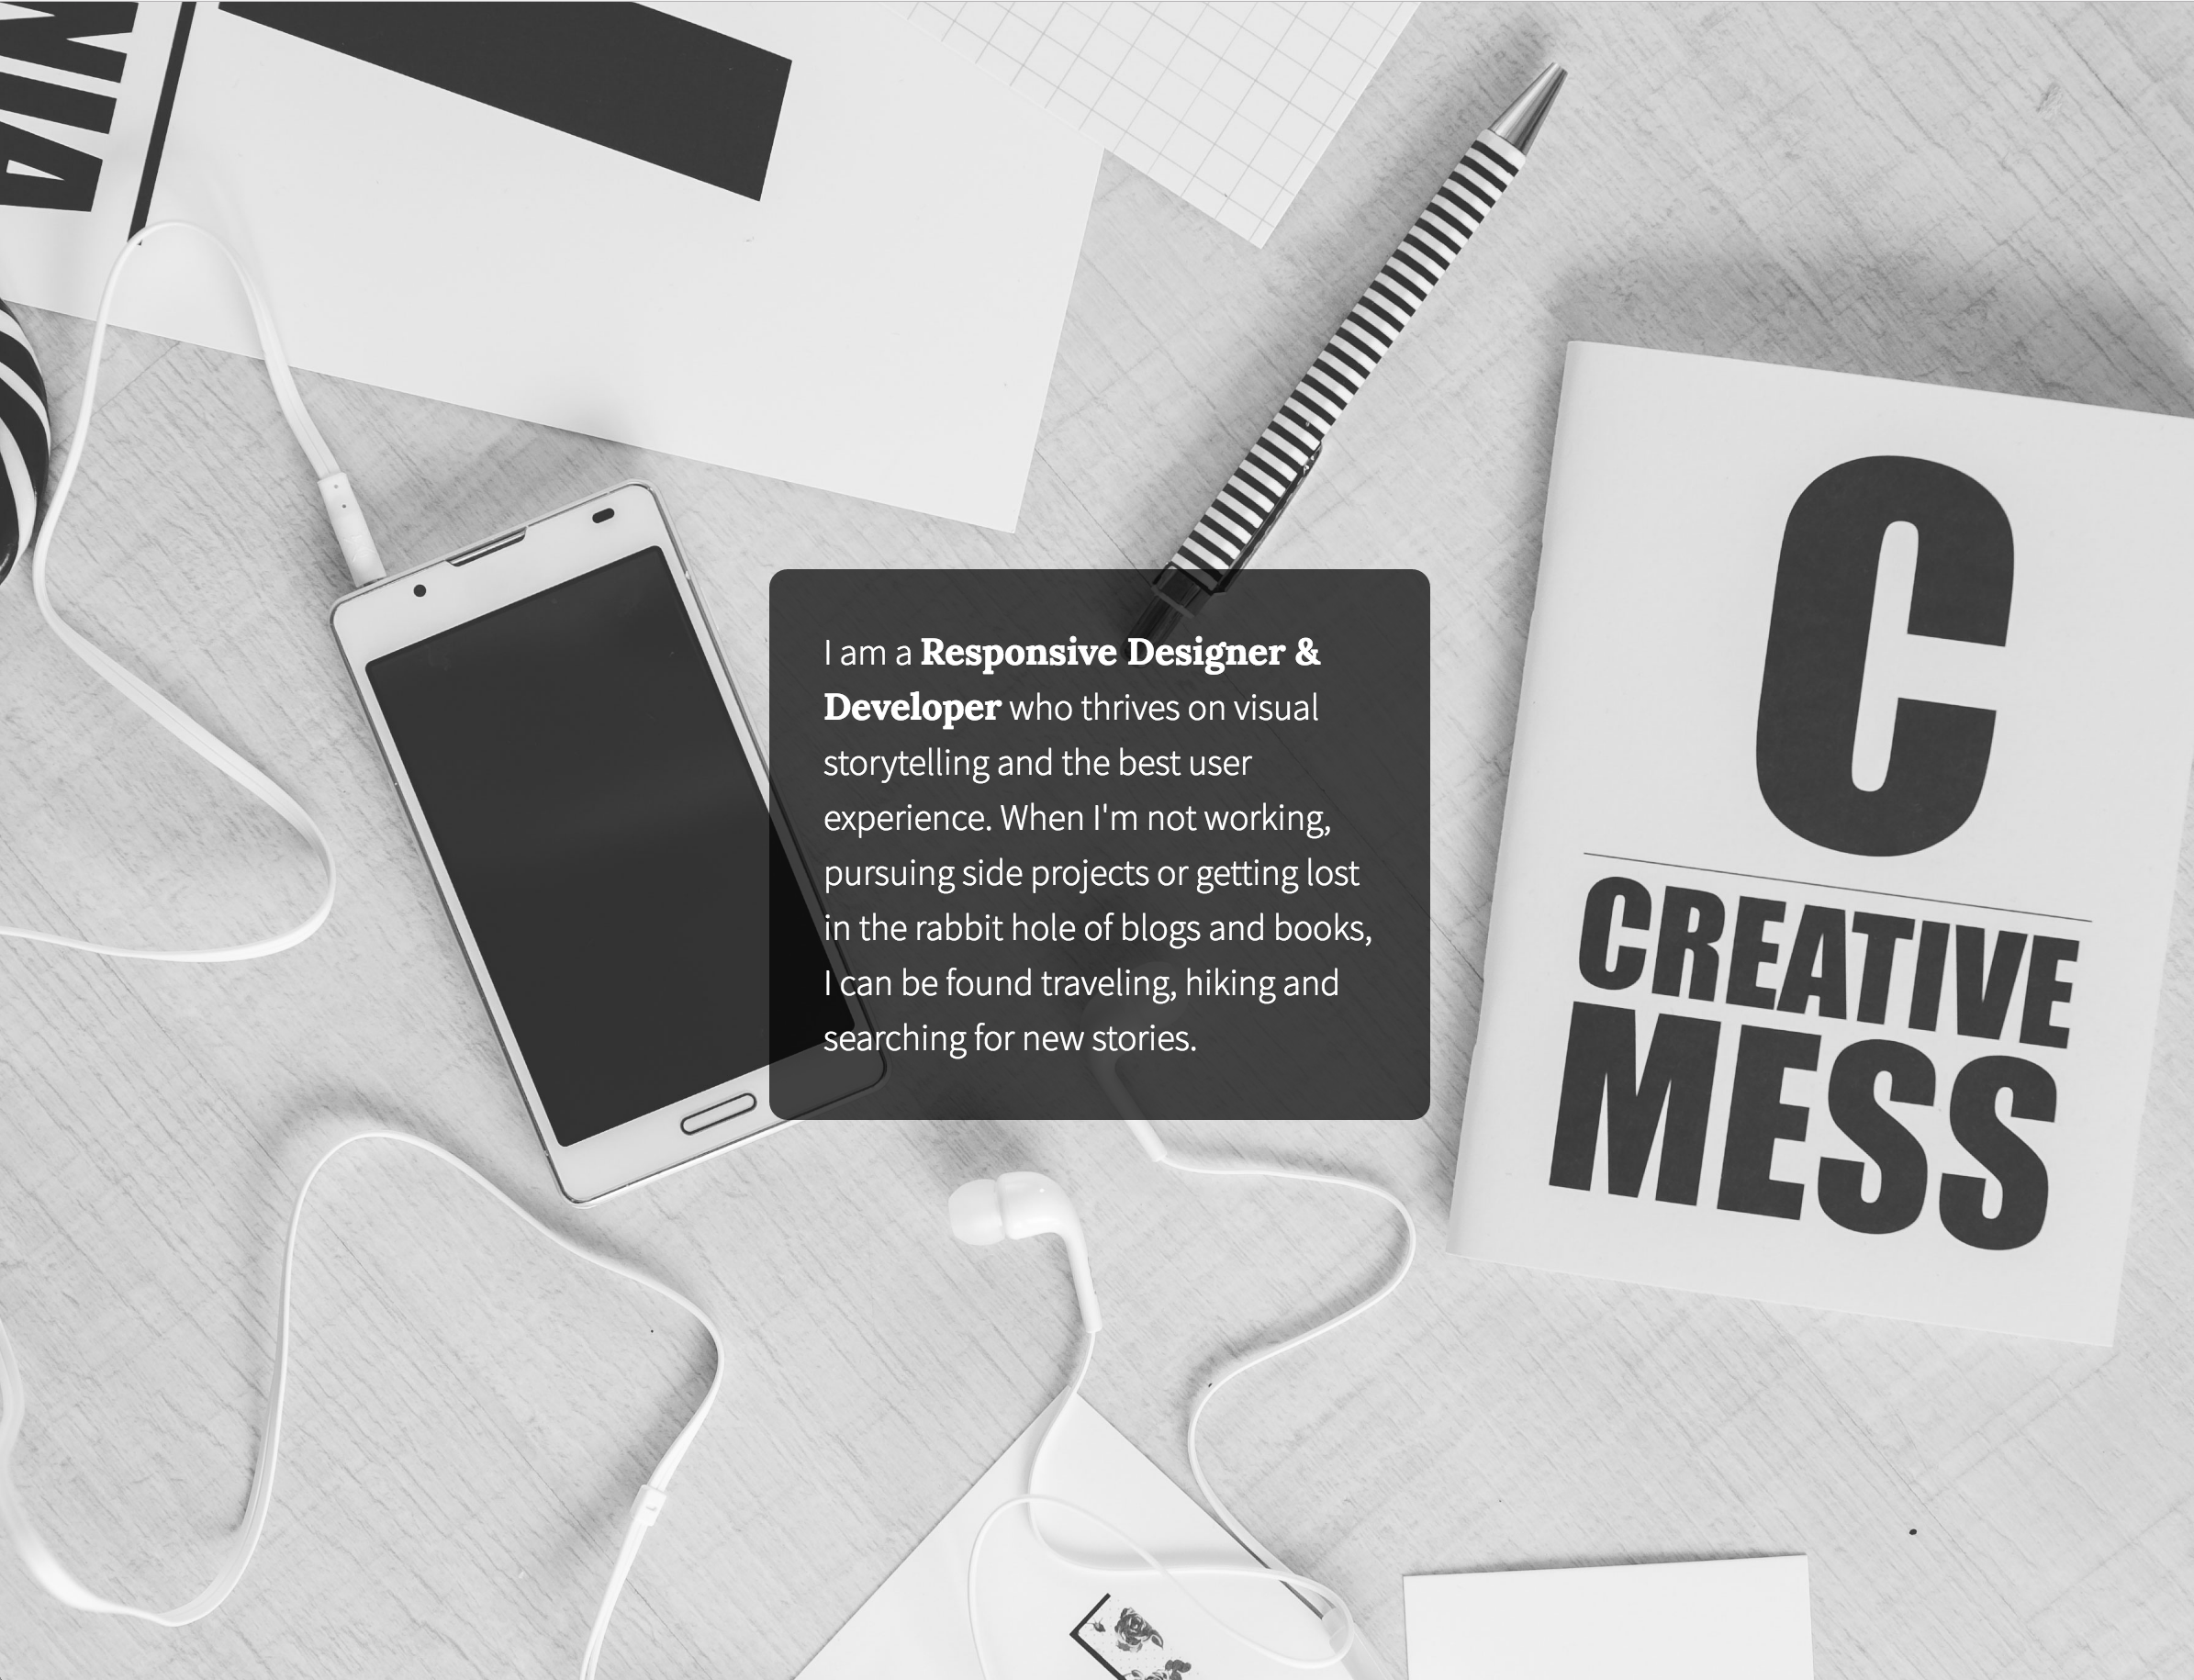 I am a Responsive Designer &
Developer who thrives on visual
storytelling and the best user
experience. When I'm not working,
pursuing side projects or getting lost
in the rabbit hole of blogs and books,
I can be found traveling, hiking and
searching for new stories.
C
CREATIVE
MESS